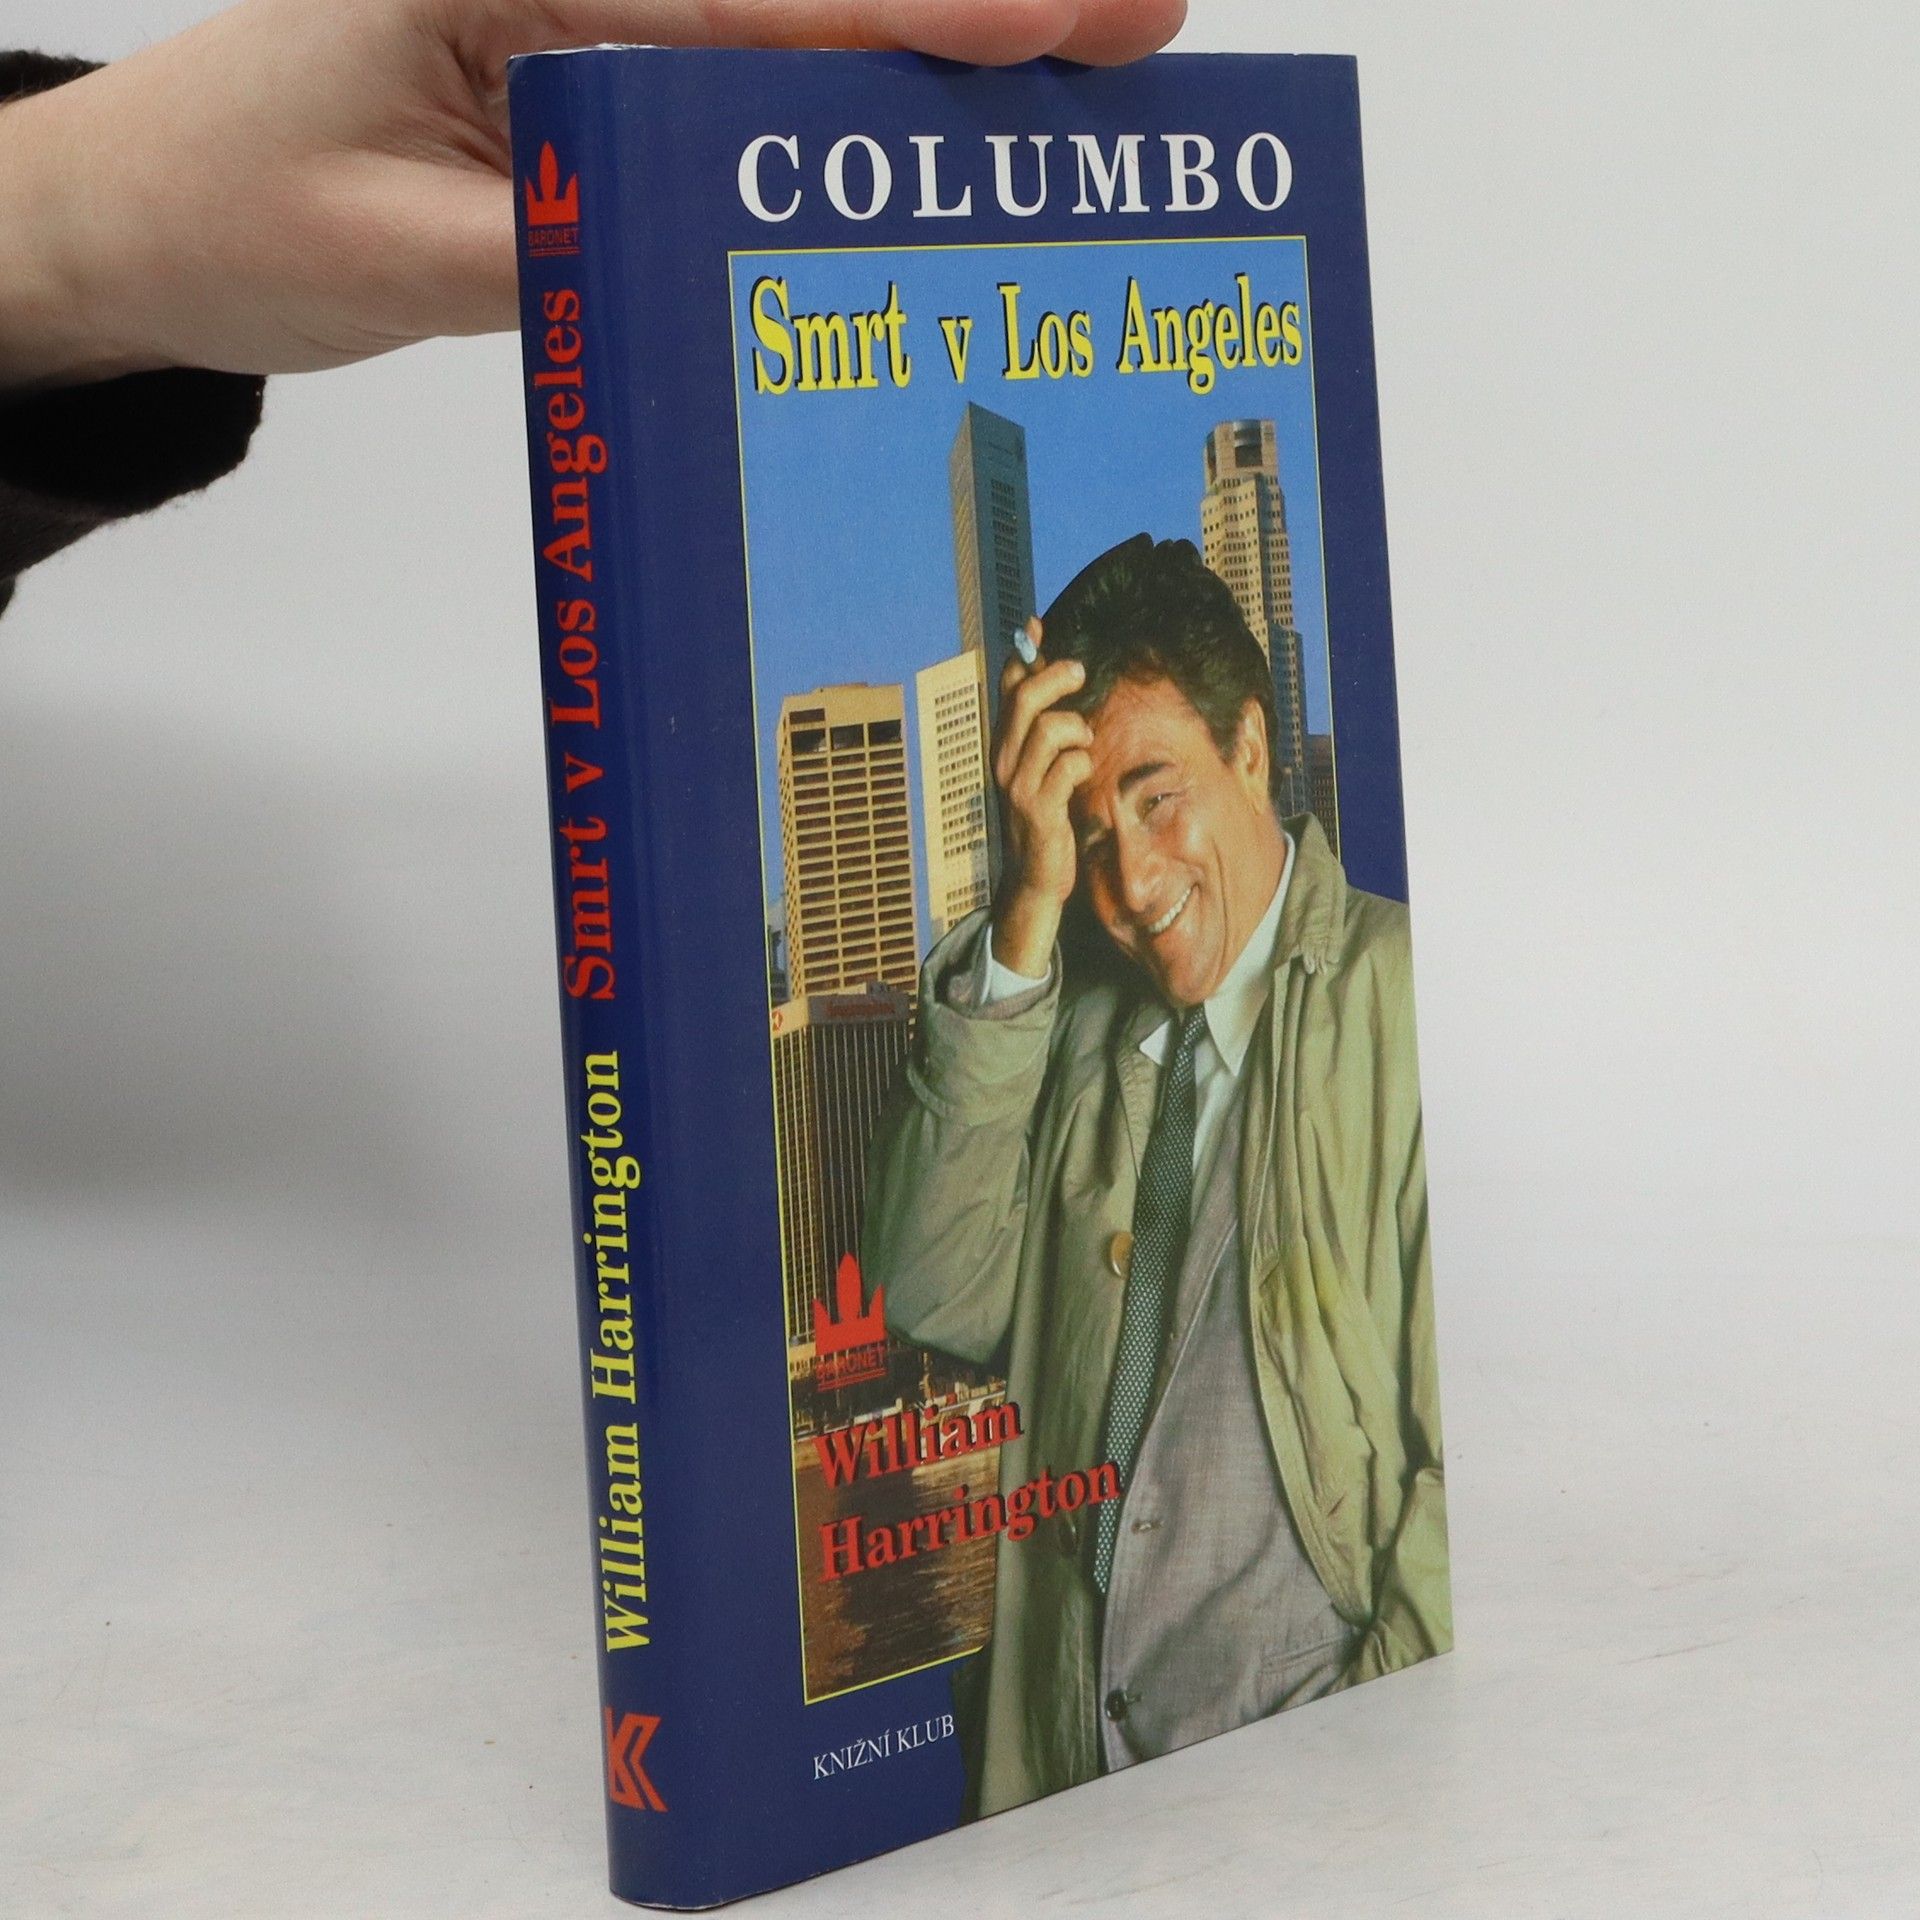 COLUMBO
Smrt v Los Angeles
BARONET
William
Harrington
KNIŽNÍ KLUB
BARONET
William Harrington Smrt v Los Angeles